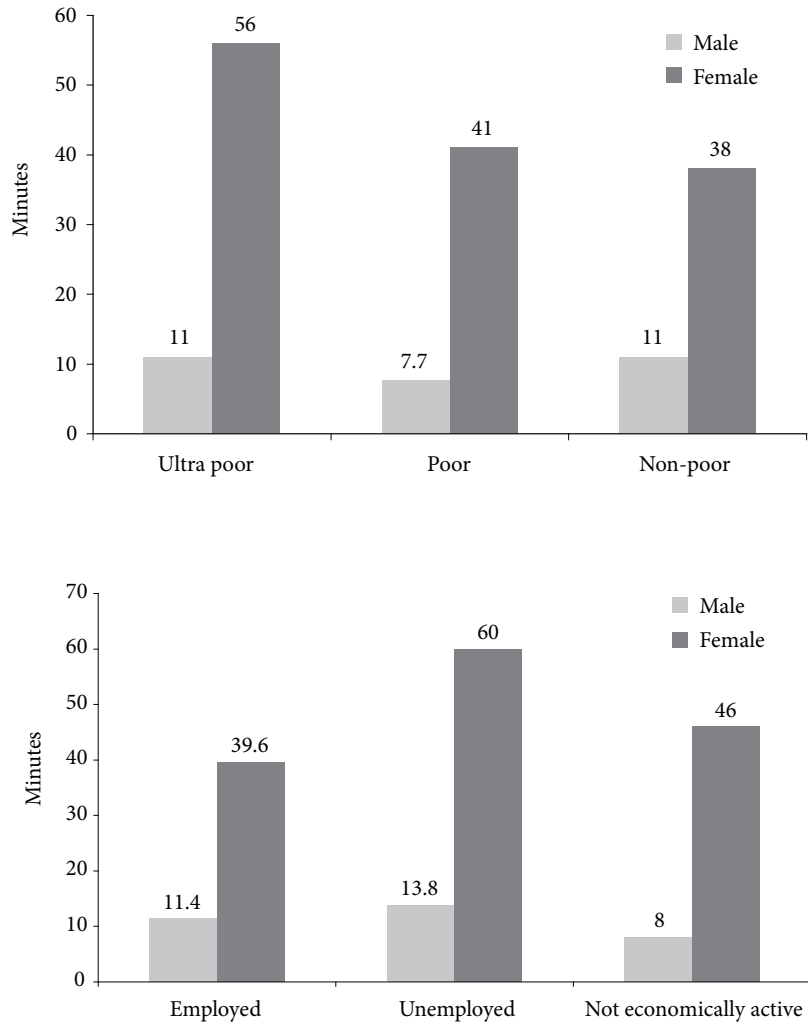 60
56
Male
Female
50
41
40
38
Minutes
30
20
11
11
10
7.7
0
Ultra poor
Poor
Non-poor
70
Male
60
60
Female
50
46
40
39.6
Minutes
30
20
13.8
11.4
10
8
0
Employed
Unemployed
Not economically active